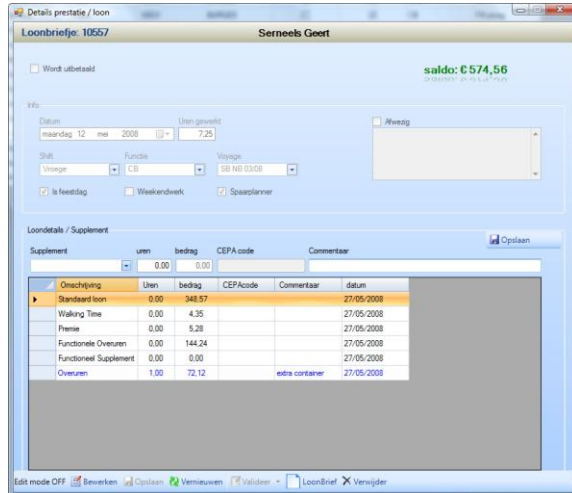 Details prestatie / loon
Loonbriefje: 10557 Serneels Geert
Wordt uitbetaald saldo: € 574,56
Info
Datum Uren gewerkt Afwezig
maandag 12 mei 2008 7,25
Shift Functie Voyage
Vroege CB SB NB 03/08
Is feestdag Weekendwerk Spaarplanner
Loondetails / Supplement
Opslaan
Supplement uren bedrag CEPA code Commentaar
0.00 0.00
Omschrijving Uren bedrag CEPAcode Commentaar datum
Standaard loon 0,00 348,57 27/05/2008
Walking Time 0,00 4,35 27/05/2008
Premie 0,00 5,28 27/05/2008
Functionele Overuren 0,00 144,24 27/05/2008
Functioneel Supplement 0,00 0,00 27/05/2008
Overuren 1,00 72,12 extra container 27/05/2008
Edit mode OFF Bewerken Opslaan Vernieuwen Valideer LoonBrief Verwijder